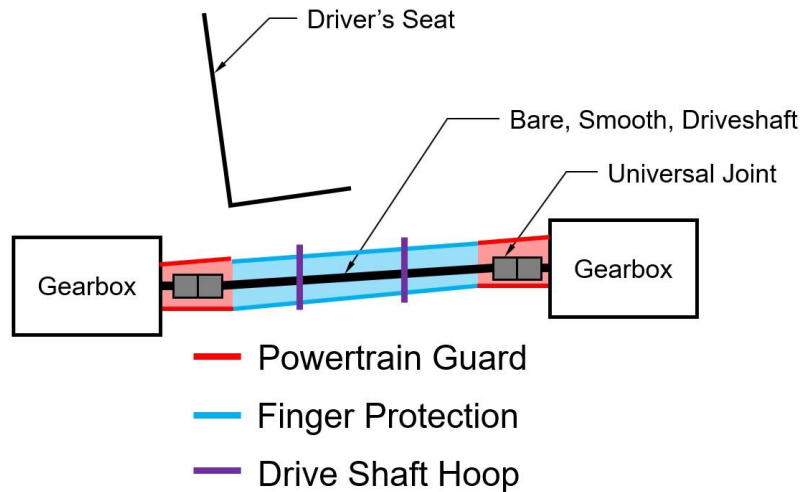 Driver’s Seat
Bare, Smooth, Driveshaft
Universal Joint
Gearbox
Gearbox
Powertrain Guard
Finger Protection
Drive Shaft Hoop